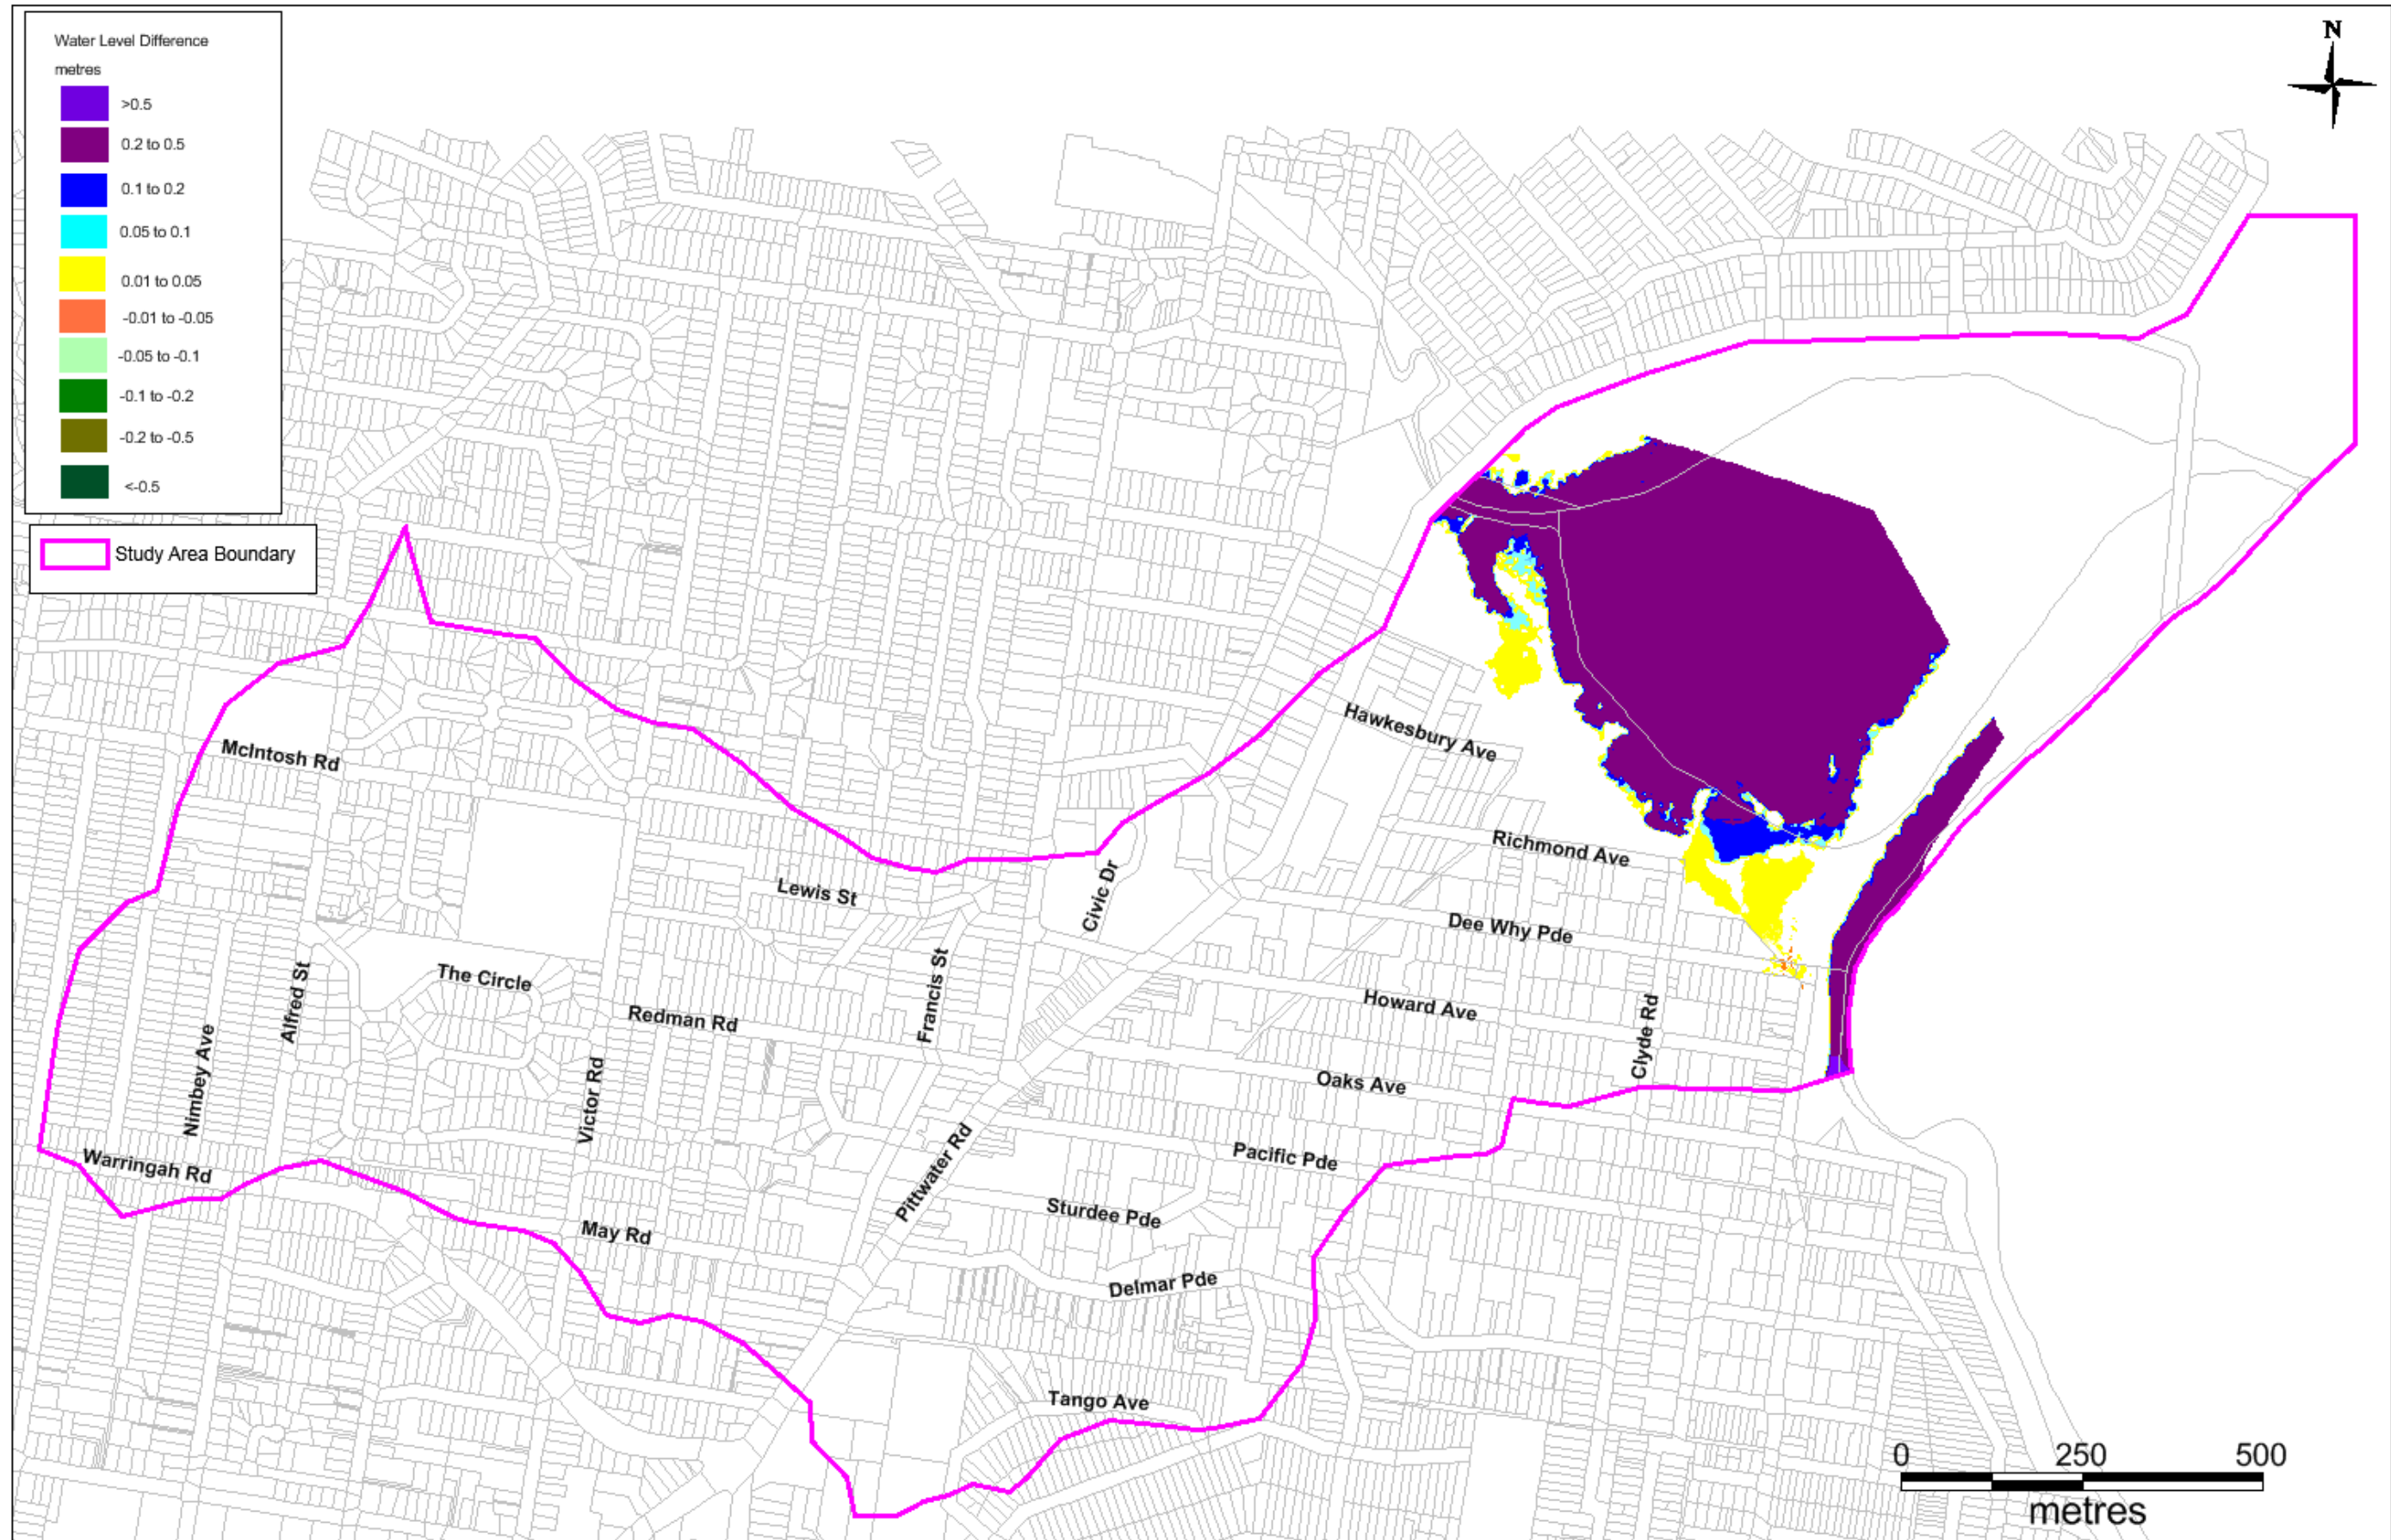 Water Level Difference
metres
>0.5
0.2 to 0.5
0.1 to 0.2
0.05 to 0.1
0.01 to 0.05
-0.01 to -0.05
-0.05 to -0.1
-0.1 to -0.2
-0.2 to -0.5
<-0.5
Study Area Boundary
N
Hawkesbury Ave
McIntosh Rd
Richmond Ave
Lewis St
Civic Dr
Dee Why Pde
The Circle
Alfred St
Francis St
Redman Rd
Howard Ave
Clyde Rd
Nimbey Ave
Victor Rd
Oaks Ave
Warringah Rd
Pacific Pde
Pittwater Rd
Sturdee Pde
May Rd
Delmar Pde
Tango Ave
0 250 500
metres